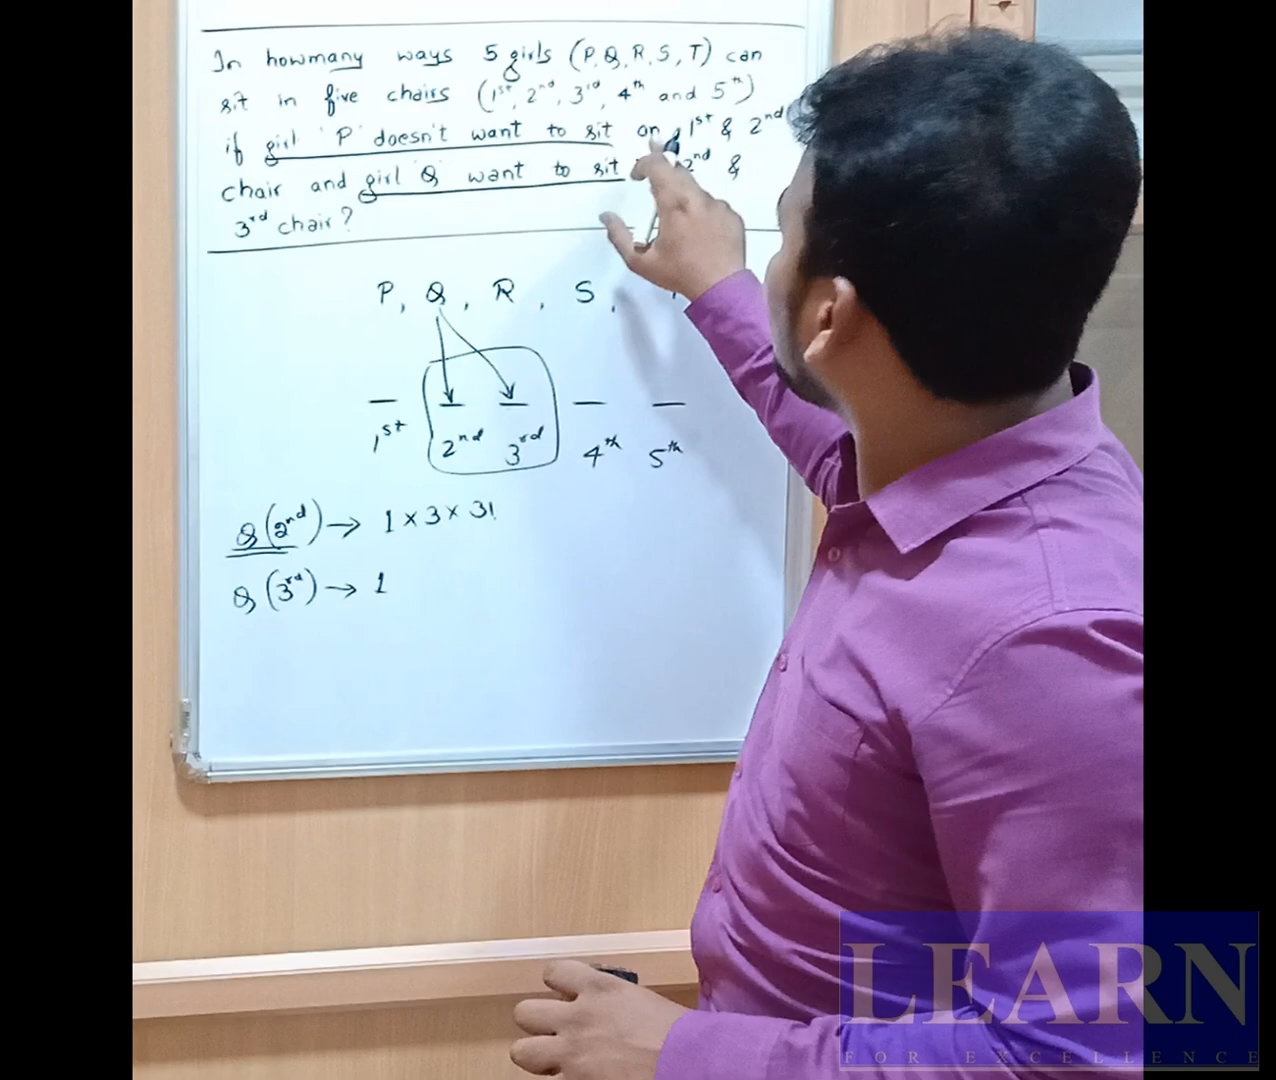 In how many ways 5 girls (P, Q, R, S, T) can
sit in five chairs (1st, 2nd, 3rd, 4th and 5th)
if girl 'P' doesn't want to sit on 1st & 2nd
chair and girl 'Q' want to sit 2nd &
3rd chair?
P, Q, R, S,
1st 2nd 3rd 4th 5th
Q (2nd) → 1 × 3 × 3!
Q (3rd) → 1
LEARN
FOR EXCELLENCE